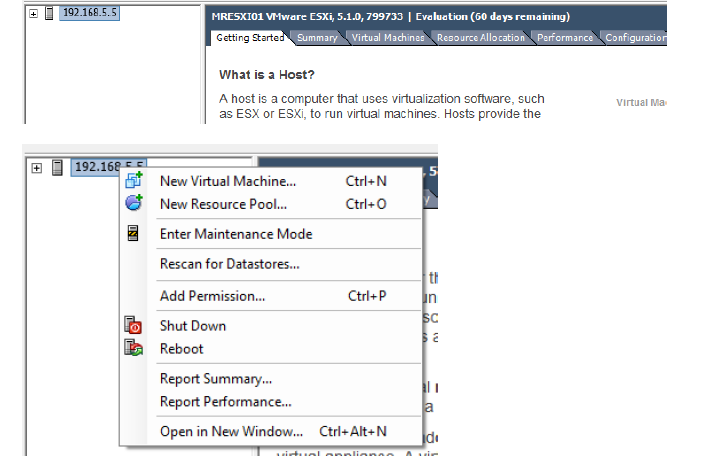 192.168.5.5
MRESXI01 VMware ESXi, 5.1.0, 799733 | Evaluation (60 days remaining)
Getting Started Summary Virtual Machines Resource Allocation Performance Configuration
What is a Host?
A host is a computer that uses virtualization software, such
as ESX or ESXi, to run virtual machines. Hosts provide the
Virtual Ma
192.168.5.5
New Virtual Machine... Ctrl+N
New Resource Pool... Ctrl+O
Enter Maintenance Mode
Rescan for Datastores...
Add Permission... Ctrl+P
Shut Down
Reboot
Report Summary...
Report Performance...
Open in New Window... Ctrl+Alt+N
virtual appliance. A